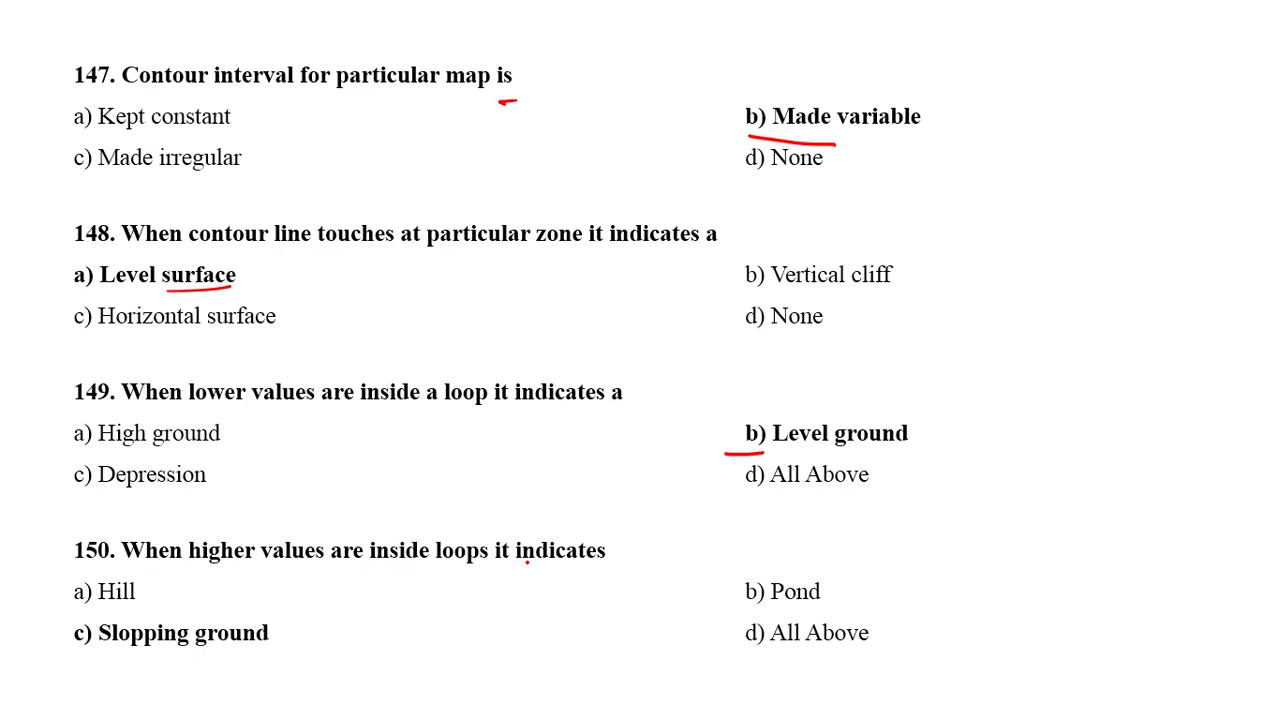 147. Contour interval for particular map is
a) Kept constant b) Made variable
c) Made irregular d) None
148. When contour line touches at particular zone it indicates a
a) Level surface b) Vertical cliff
c) Horizontal surface d) None
149. When lower values are inside a loop it indicates a
a) High ground b) Level ground
c) Depression d) All Above
150. When higher values are inside loops it indicates
a) Hill b) Pond
c) Slopping ground d) All Above